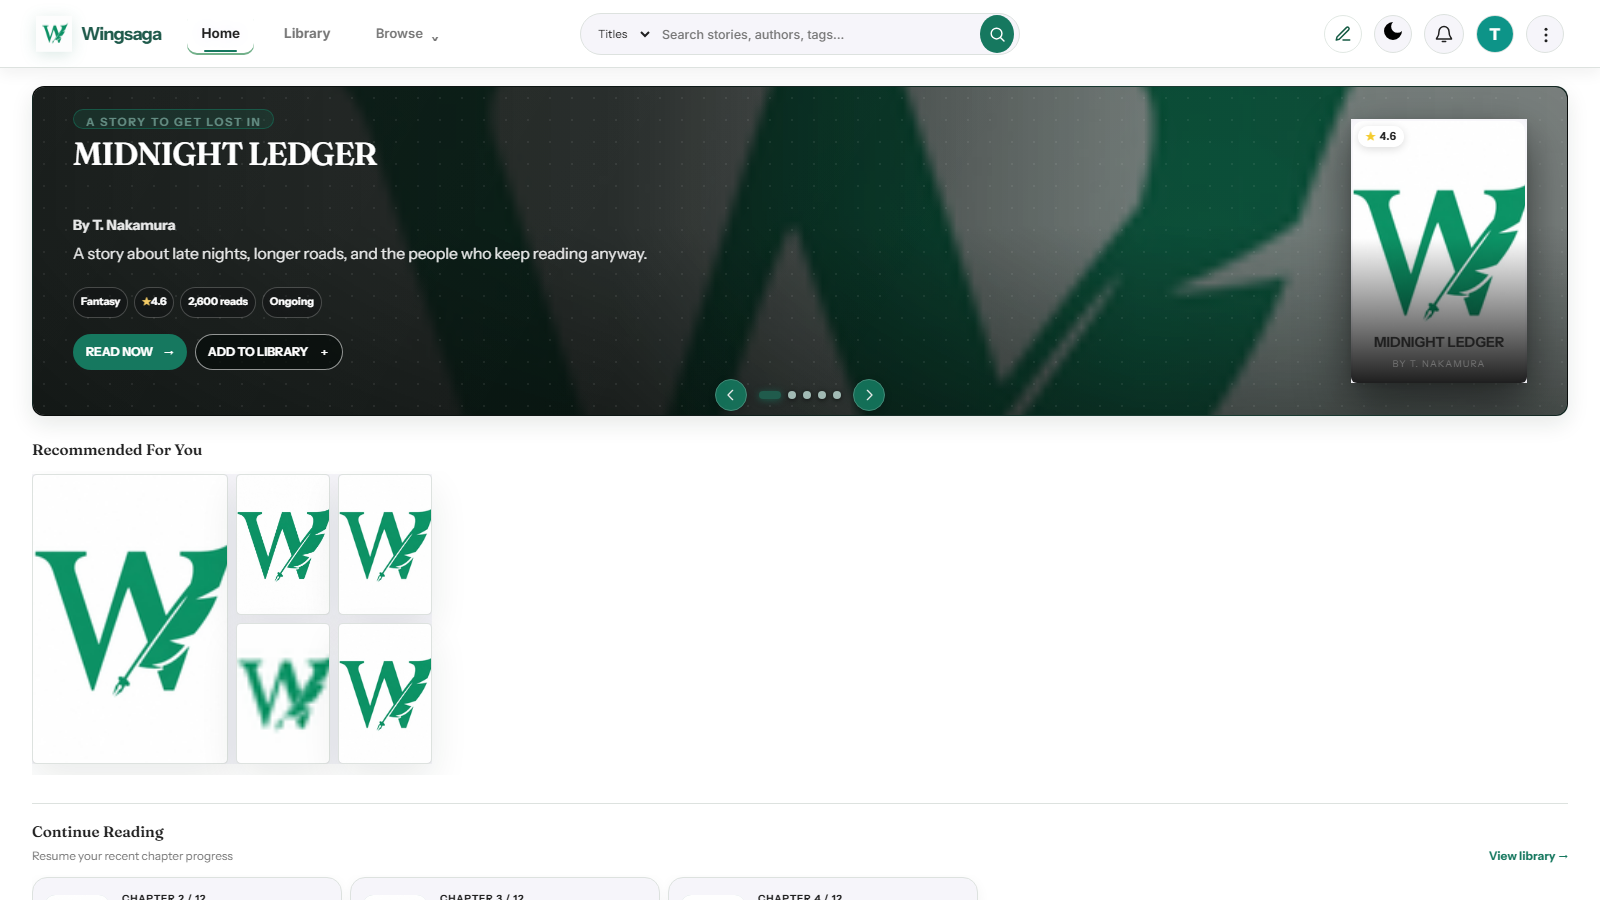 Wingsaga
Home
Library
Browse
Titles
Search stories, authors, tags...
T
A STORY TO GET LOST IN
MIDNIGHT LEDGER
By T. Nakamura
A story about late nights, longer roads, and the people who keep reading anyway.
Fantasy
★4.6
2,600 reads
Ongoing
READ NOW →
ADD TO LIBRARY +
★ 4.6
MIDNIGHT LEDGER
BY T. NAKAMURA
Recommended For You
Continue Reading
Resume your recent chapter progress
View library →
CHAPTER 2 / 12
CHAPTER 3 / 12
CHAPTER 4 / 12